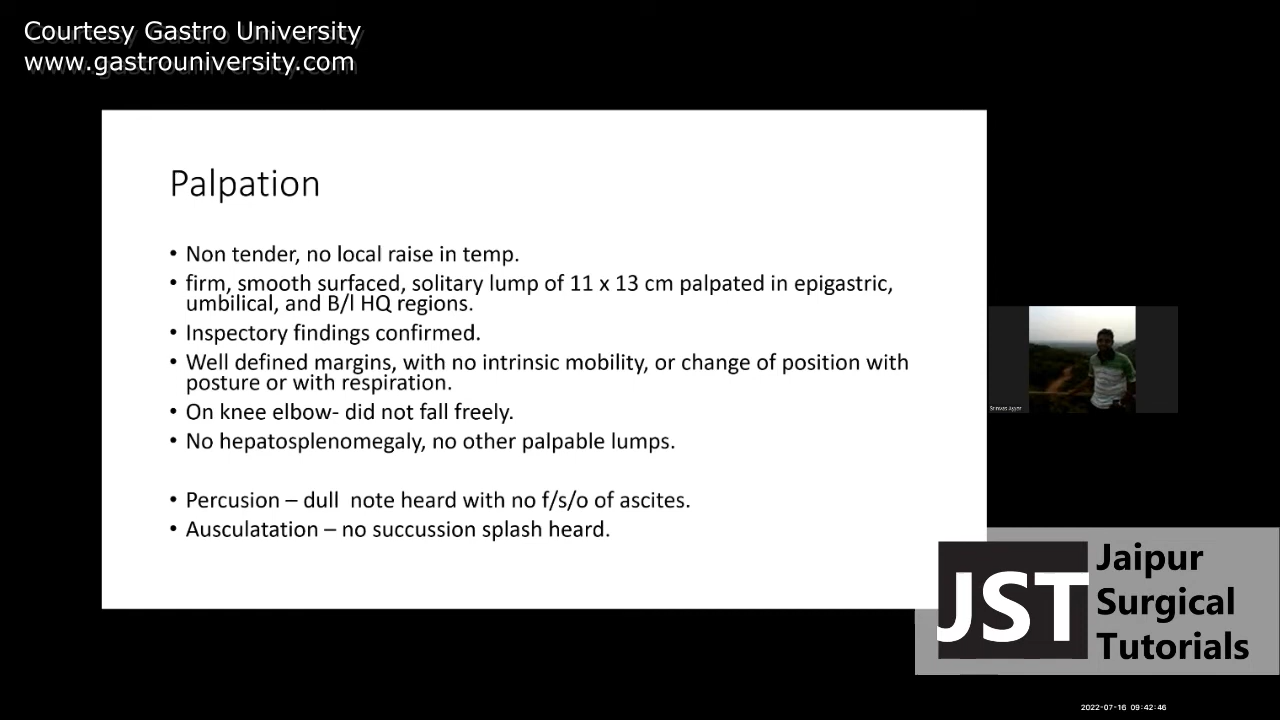 Courtesy Gastro University
www.gastrouniversity.com
Palpation
• Non tender, no local raise in temp.
• firm, smooth surfaced, solitary lump of 11 x 13 cm palpated in epigastric,
umbilical, and B/l HQ regions.
• Inspectory findings confirmed.
• Well defined margins, with no intrinsic mobility, or change of position with
posture or with respiration.
• On knee elbow- did not fall freely.
• No hepatosplenomegaly, no other palpable lumps.
• Percusion – dull  note heard with no f/s/o of ascites.
• Ausculatation – no succussion splash heard.
JST
Jaipur
Surgical
Tutorials
2022-07-16 09:42:46